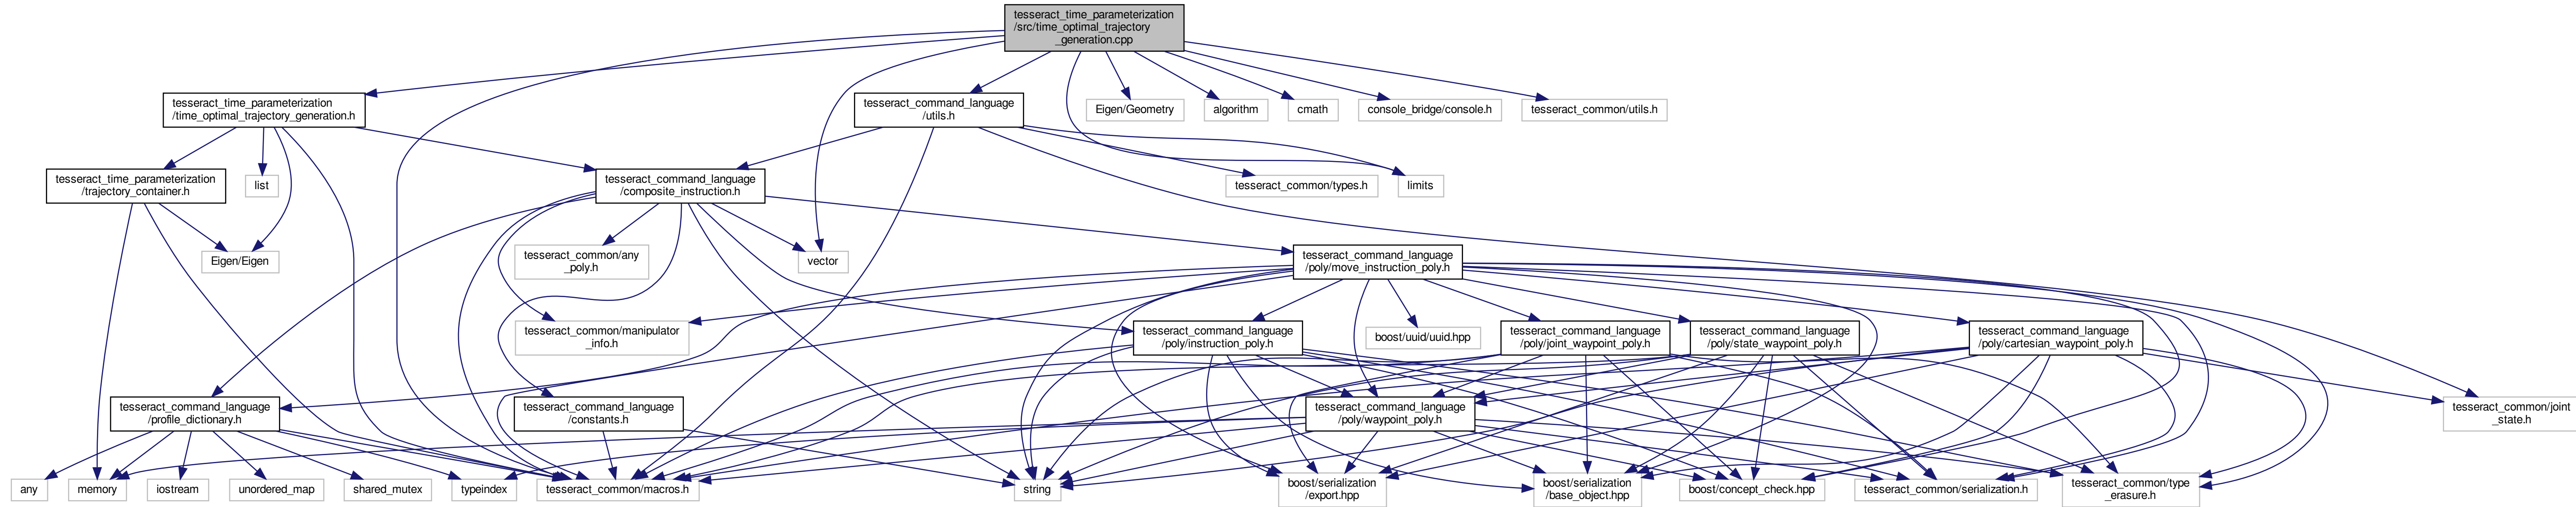 tesseract_time_parameterization
/src/time_optimal_trajectory
_generation.cpp
tesseract_time_parameterization
/time_optimal_trajectory_generation.h
tesseract_command_language
/utils.h
Eigen/Geometry
algorithm
cmath
console_bridge/console.h
tesseract_common/utils.h
tesseract_time_parameterization
/trajectory_container.h
list
tesseract_command_language
/composite_instruction.h
tesseract_common/types.h
limits
Eigen/Eigen
tesseract_common/any
_poly.h
vector
tesseract_command_language
/poly/move_instruction_poly.h
tesseract_common/manipulator
_info.h
tesseract_command_language
/poly/instruction_poly.h
boost/uuid/uuid.hpp
tesseract_command_language
/poly/joint_waypoint_poly.h
tesseract_command_language
/poly/state_waypoint_poly.h
tesseract_command_language
/poly/cartesian_waypoint_poly.h
tesseract_command_language
/profile_dictionary.h
tesseract_command_language
/constants.h
tesseract_command_language
/poly/waypoint_poly.h
tesseract_common/joint
_state.h
any
memory
iostream
unordered_map
shared_mutex
typeindex
tesseract_common/macros.h
string
boost/serialization
/export.hpp
boost/serialization
/base_object.hpp
boost/concept_check.hpp
tesseract_common/serialization.h
tesseract_common/type
_erasure.h